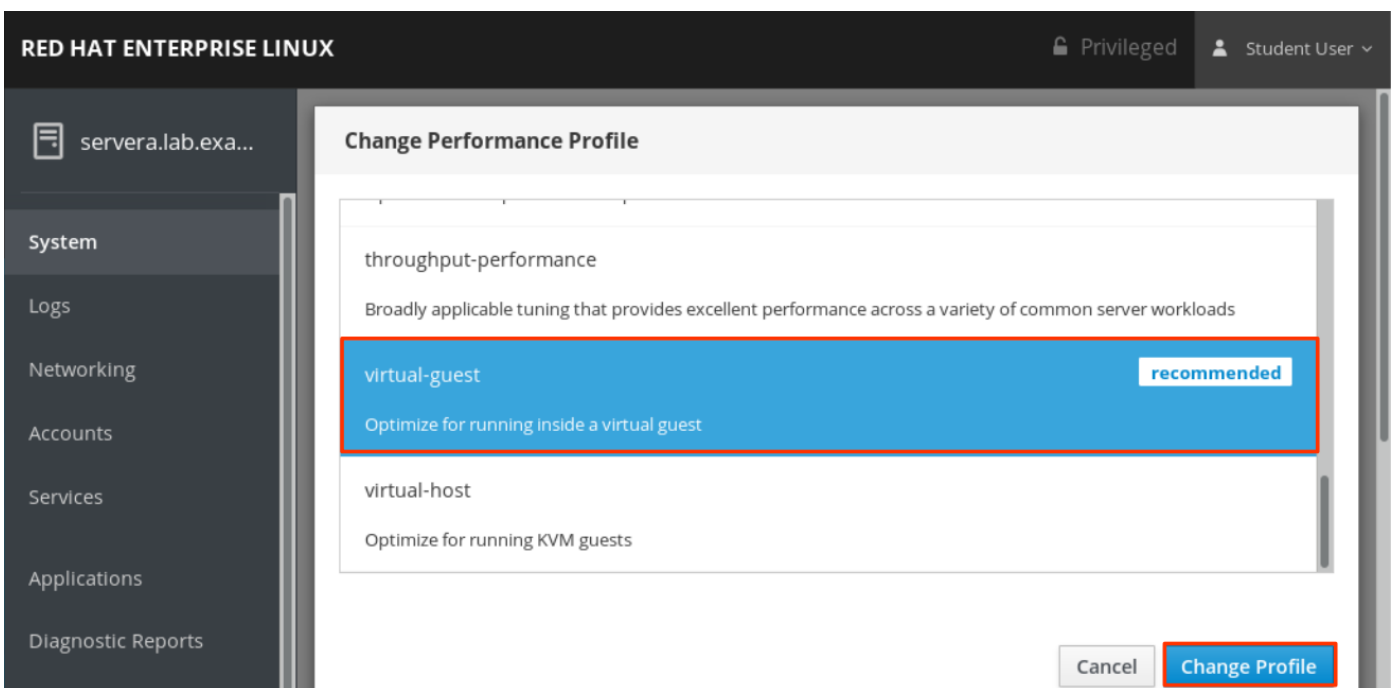 RED HAT ENTERPRISE LINUX
Privileged
Student User
servera.lab.exa...
System
Logs
Networking
Accounts
Services
Applications
Diagnostic Reports
Change Performance Profile
throughput-performance
Broadly applicable tuning that provides excellent performance across a variety of common server workloads
virtual-guest
recommended
Optimize for running inside a virtual guest
virtual-host
Optimize for running KVM guests
Cancel
Change Profile